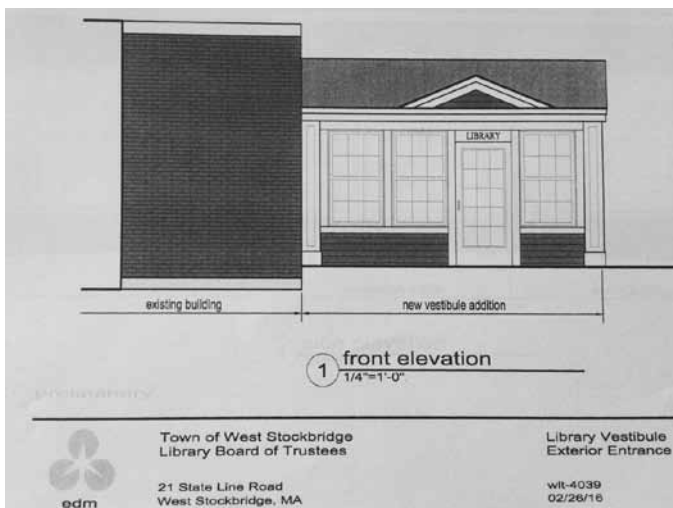 LIBRARY
existing building
new vestibule addition
1
front elevation
1/4"=1'-0"
preliminary
edm
Town of West Stockbridge
Library Board of Trustees
21 State Line Road
West Stockbridge, MA
Library Vestibule
Exterior Entrance
wlt-4039
02/26/16